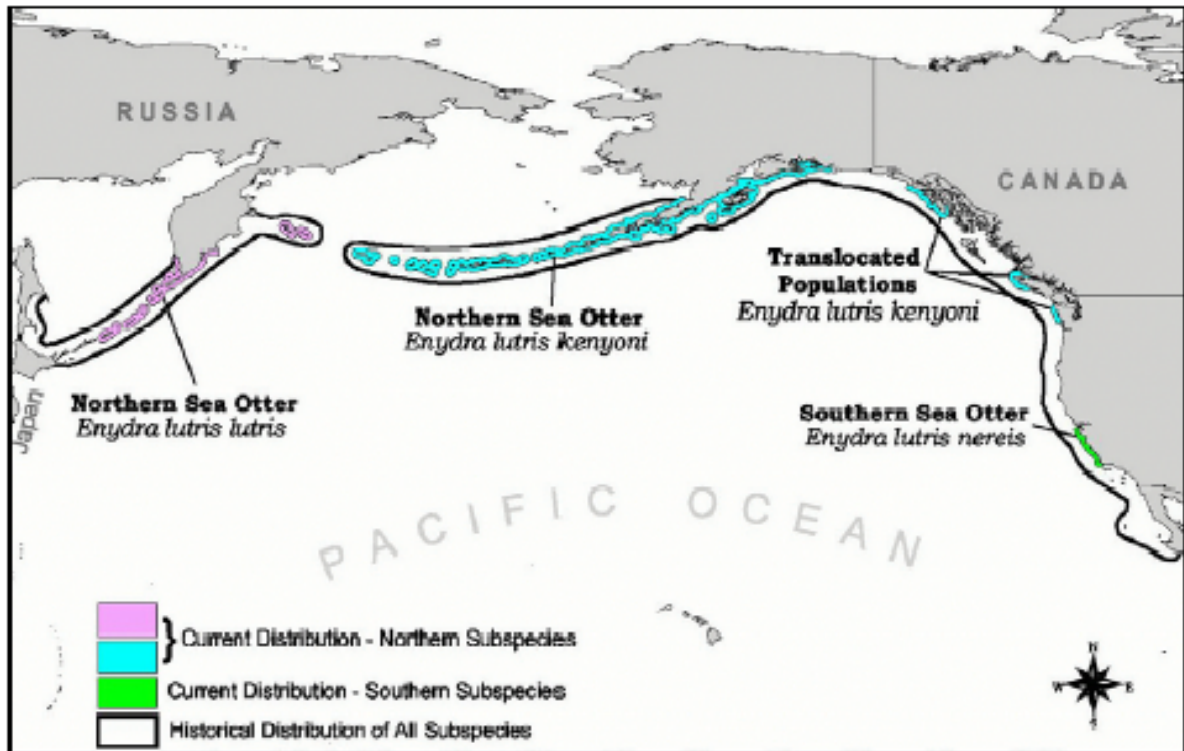 RUSSIA
CANADA
Translocated
Populations
Enydra lutris kenyoni
Northern Sea Otter
Enydra lutris kenyoni
Northern Sea Otter
Enydra lutris lutris
Japan
Southern Sea Otter
Enydra lutris nereis
PACIFIC OCEAN
Current Distribution - Northern Subspecies
Current Distribution - Southern Subspecies
Historical Distribution of All Subspecies
N
W E
S